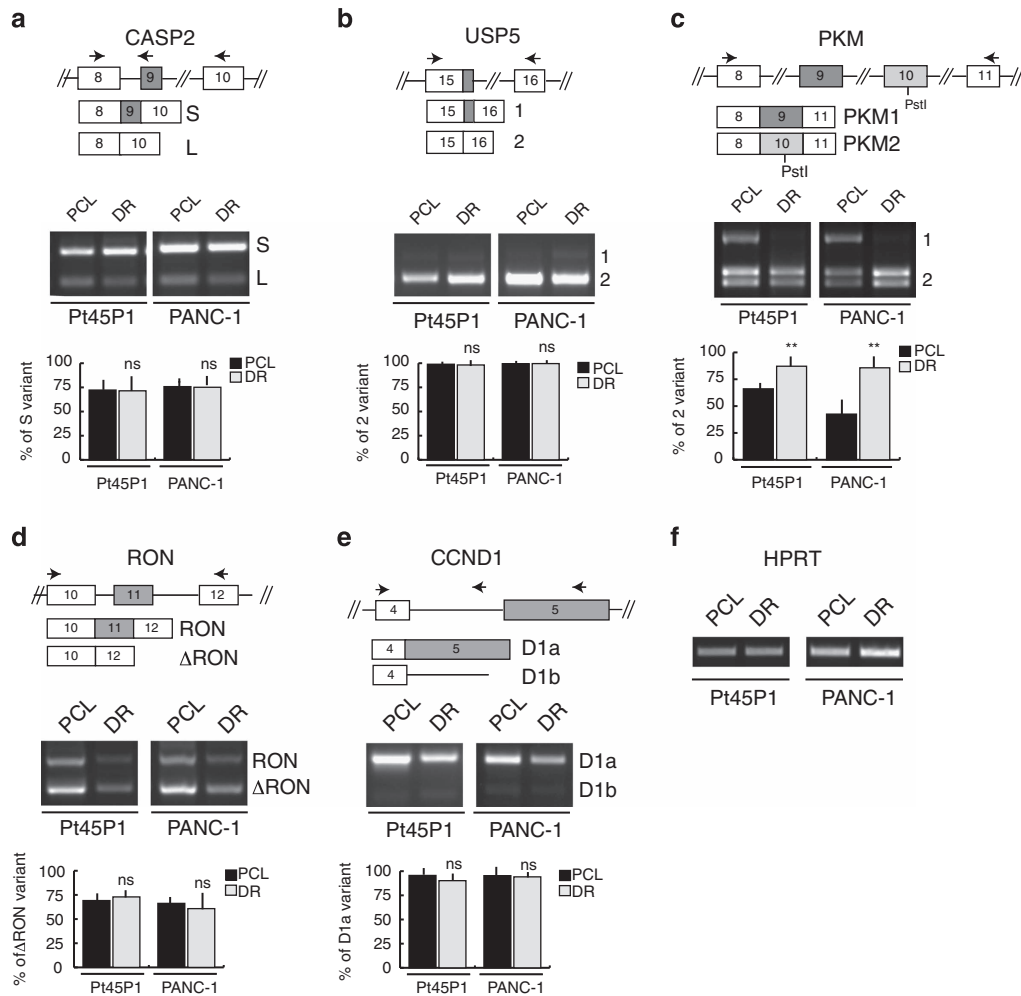 a
CASP2
8 9 10
8 9 10 S
8 10 L
PCL DR PCL DR
S
L
Pt45P1 PANC-1
% of S variant
100
75
50
25
0
ns ns
PCL
DR
Pt45P1 PANC-1
b
USP5
15 16
15 16 1
15 16 2
PCL DR PCL DR
1
2
Pt45P1 PANC-1
% of 2 variant
100
75
50
25
0
ns ns
PCL
DR
Pt45P1 PANC-1
c
PKM
8 9 10 11
PstI
8 9 11 PKM1
8 10 11 PKM2
PstI
PCL DR PCL DR
1
2
Pt45P1 PANC-1
% of 2 variant
100
75
50
25
0
** **
PCL
DR
Pt45P1 PANC-1
d
RON
10 11 12
10 11 12 RON
10 12 ΔRON
PCL DR PCL DR
RON
ΔRON
Pt45P1 PANC-1
% of ΔRON variant
100
75
50
25
0
ns ns
PCL
DR
Pt45P1 PANC-1
e
CCND1
4 5
4 5 D1a
4 D1b
PCL DR PCL DR
D1a
D1b
Pt45P1 PANC-1
% of D1a variant
100
75
50
25
0
ns ns
PCL
DR
Pt45P1 PANC-1
f
HPRT
PCL DR PCL DR
Pt45P1 PANC-1